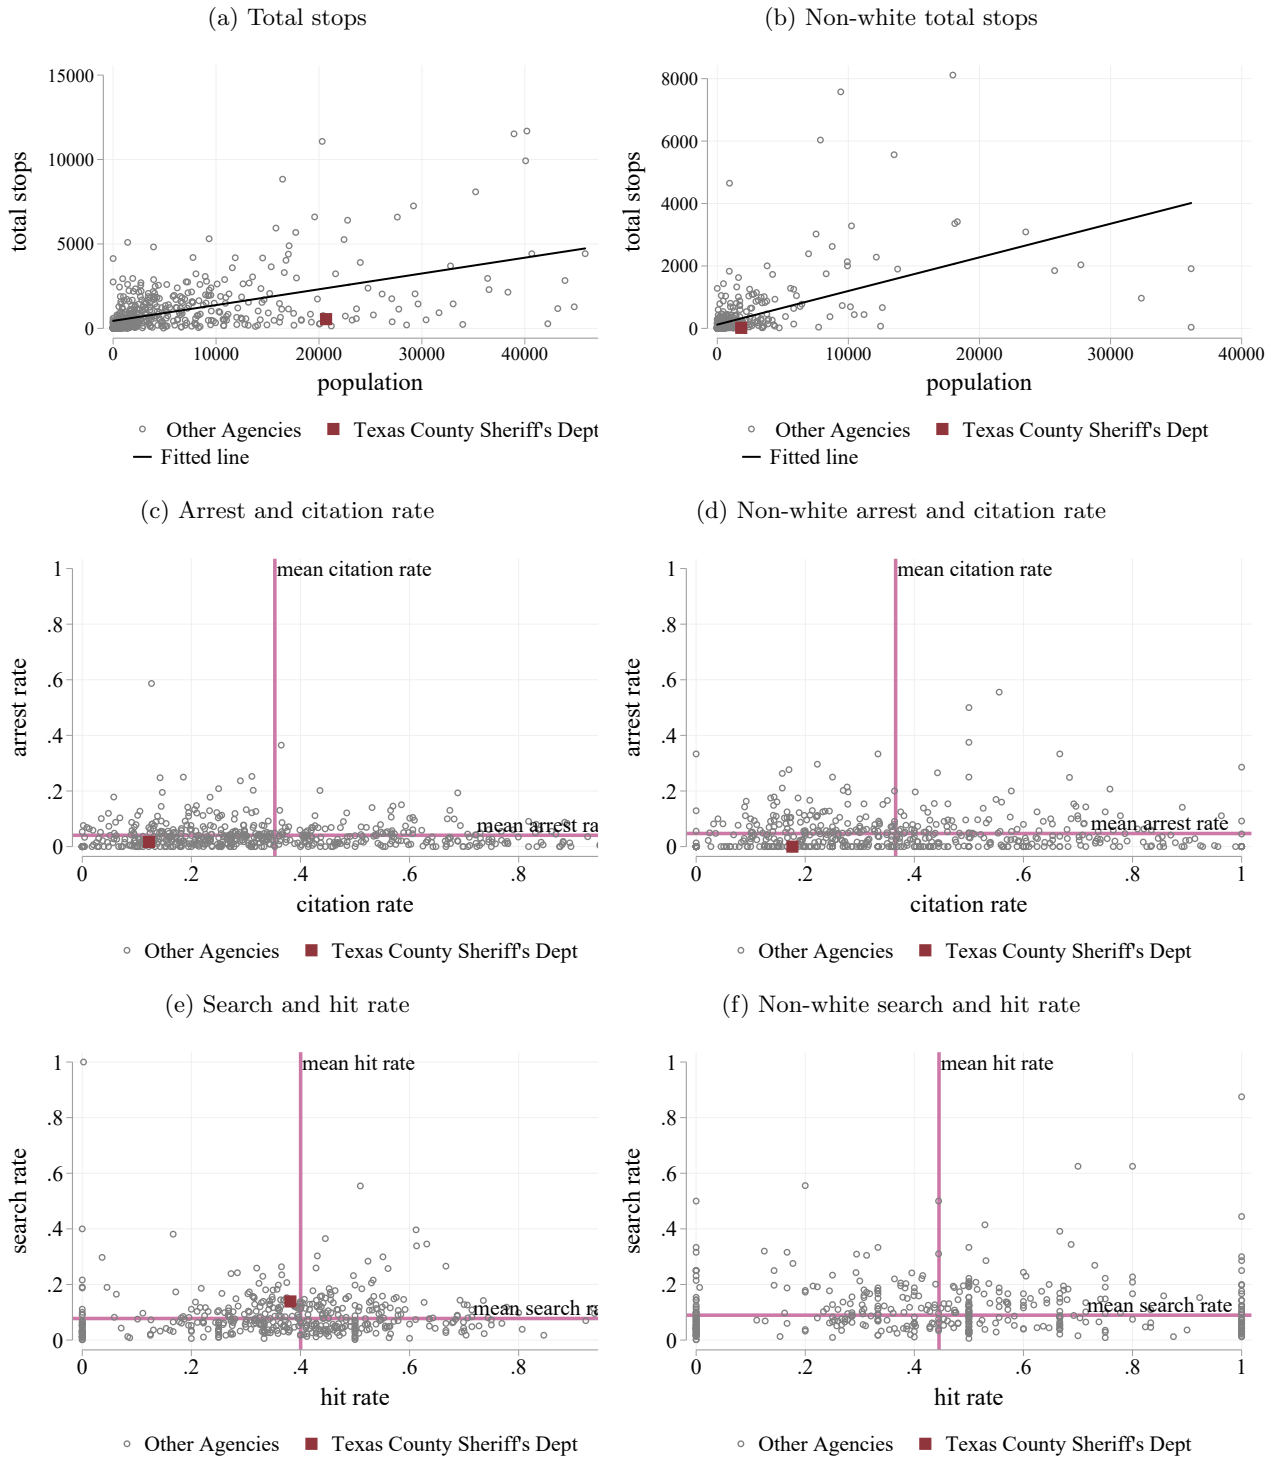 (a) Total stops
(b) Non-white total stops
total stops
15000
10000
5000
0
0 10000 20000 30000 40000
population
Other Agencies Texas County Sheriff's Dept
Fitted line
total stops
8000
6000
4000
2000
0
0 10000 20000 30000 40000
population
Other Agencies Texas County Sheriff's Dept
Fitted line
(c) Arrest and citation rate
(d) Non-white arrest and citation rate
arrest rate
1
.8
.6
.4
.2
0
mean citation rate
mean arrest ra
0 .2 .4 .6 .8
citation rate
Other Agencies Texas County Sheriff's Dept
arrest rate
1
.8
.6
.4
.2
0
mean citation rate
mean arrest rate
0 .2 .4 .6 .8 1
citation rate
Other Agencies Texas County Sheriff's Dept
(e) Search and hit rate
(f) Non-white search and hit rate
search rate
1
.8
.6
.4
.2
0
mean hit rate
mean search ra
0 .2 .4 .6 .8
hit rate
Other Agencies Texas County Sheriff's Dept
search rate
1
.8
.6
.4
.2
0
mean hit rate
mean search rate
0 .2 .4 .6 .8 1
hit rate
Other Agencies Texas County Sheriff's Dept